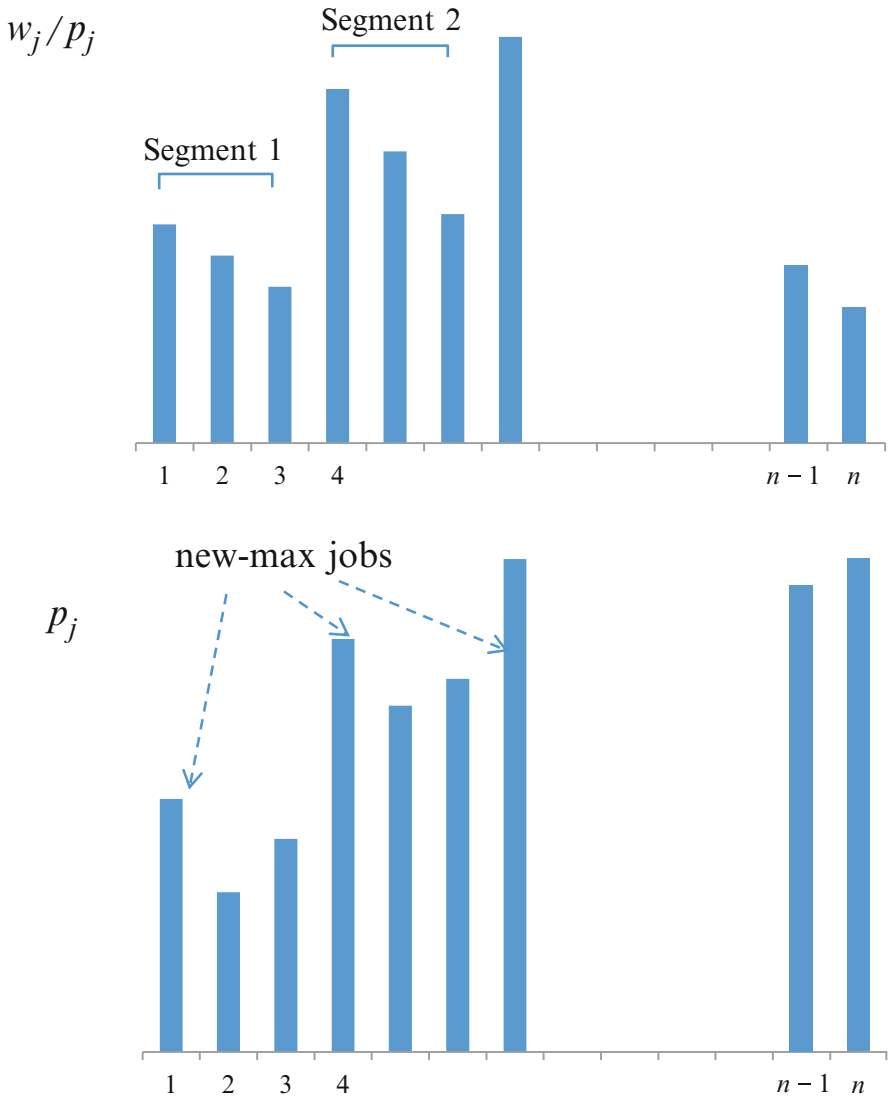 Segment 2
w_j/p_j
Segment 1
1 2 3 4 n − 1 n
new-max jobs
p_j
1 2 3 4 n − 1 n